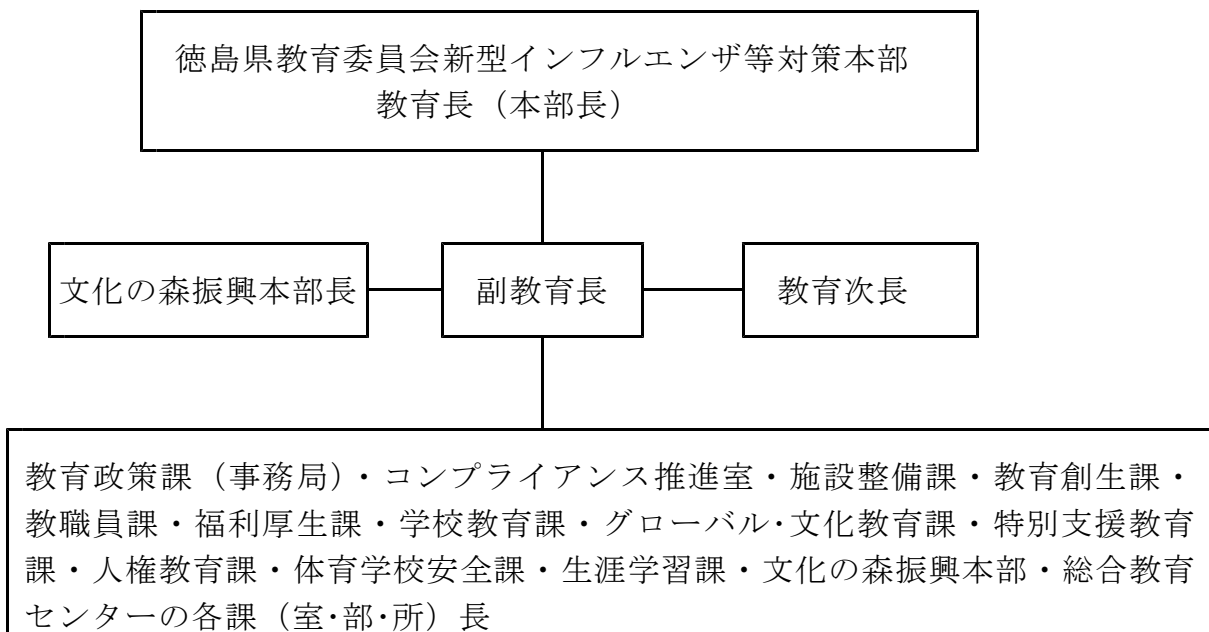 徳島県教育委員会新型インフルエンザ等対策本部
教育長（本部長）
文化の森振興本部長
副教育長
教育次長
教育政策課（事務局）・コンプライアンス推進室・施設整備課・教育創生課・
教職員課・福利厚生課・学校教育課・グローバル・文化教育課・特別支援教育
課・人権教育課・体育学校安全課・生涯学習課・文化の森振興本部・総合教育
センターの各課（室・部・所）長